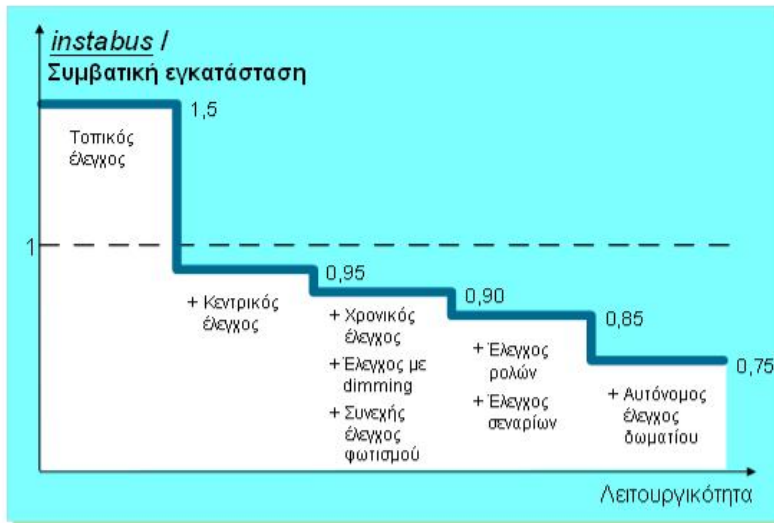 instabus /
Συμβατική εγκατάσταση
1,5
Τοπικός
έλεγχος
1
0,95
+ Κεντρικός
έλεγχος
0,90
+ Χρονικός
έλεγχος
+ Έλεγχος με
dimming
+ Συνεχής
έλεγχος
φωτισμού
0,85
+ Έλεγχος
ρολών
+ Έλεγχος
σεναρίων
0,75
+ Αυτόνομος
έλεγχος
δωματίου
Λειτουργικότητα